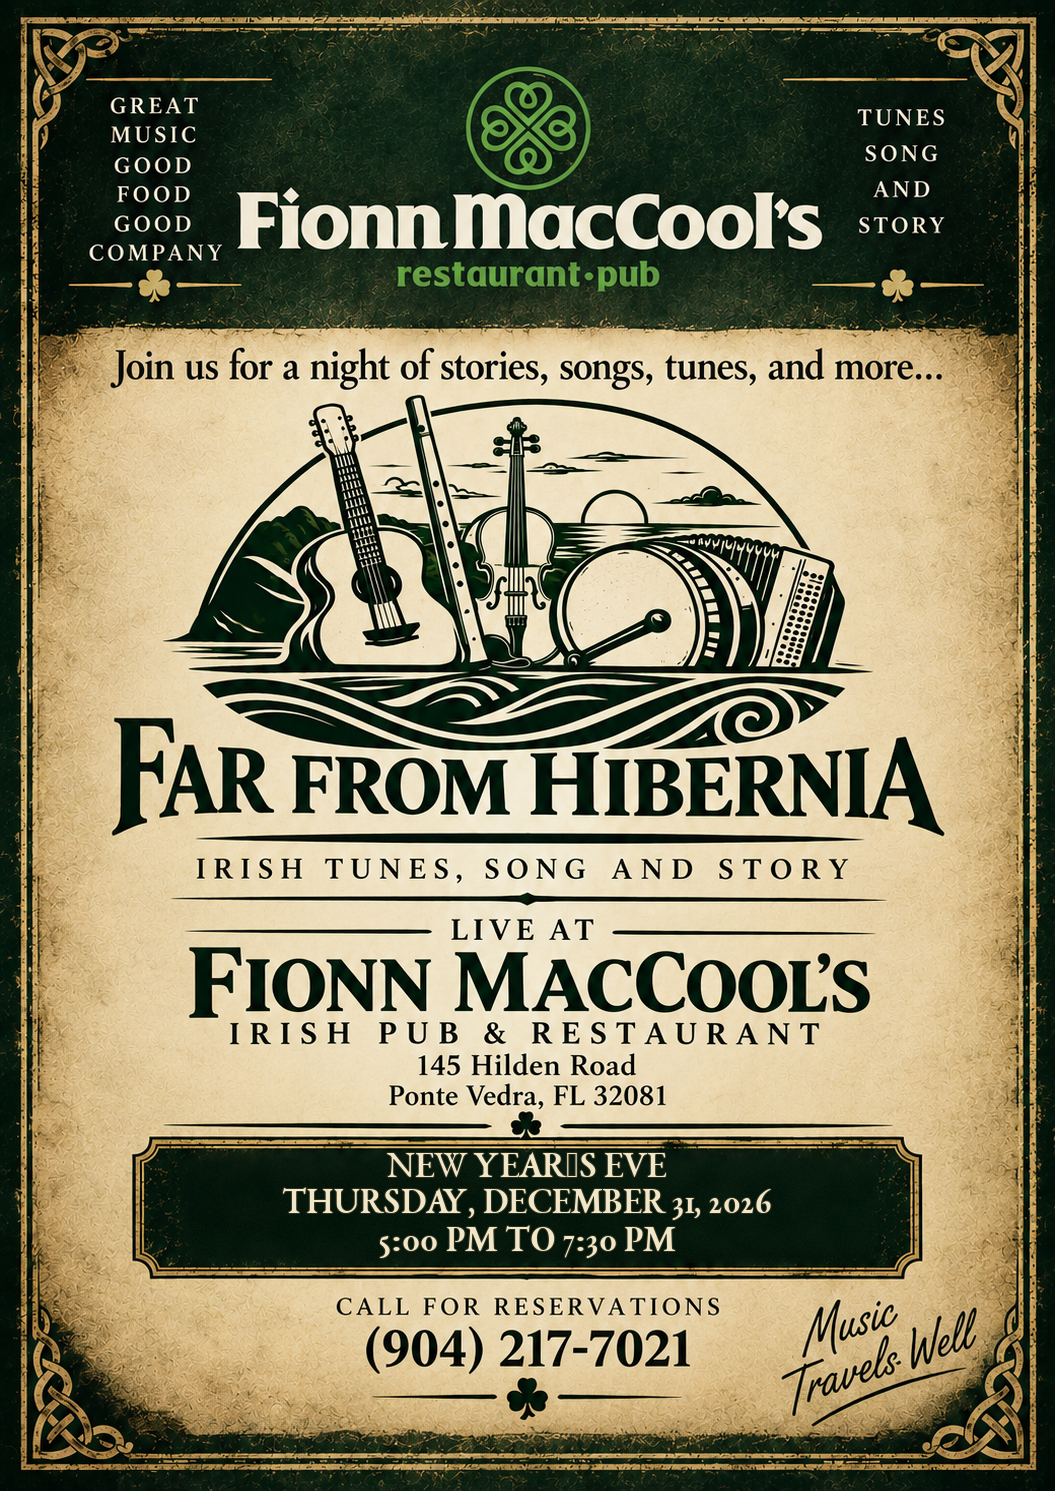 GREAT
MUSIC
GOOD
FOOD
GOOD
COMPANY
Fionn MacCool's
restaurant·pub
TUNES
SONG
AND
STORY
Join us for a night of stories, songs, tunes, and more...
FAR FROM HIBERNIA
IRISH TUNES, SONG AND STORY
LIVE AT
FIONN MACCOOL'S
IRISH PUB & RESTAURANT
145 Hilden Road
Ponte Vedra, FL 32081
NEW YEAR▯S EVE
THURSDAY, DECEMBER 31, 2026
5:00 PM TO 7:30 PM
CALL FOR RESERVATIONS
(904) 217-7021
Music
Travels Well